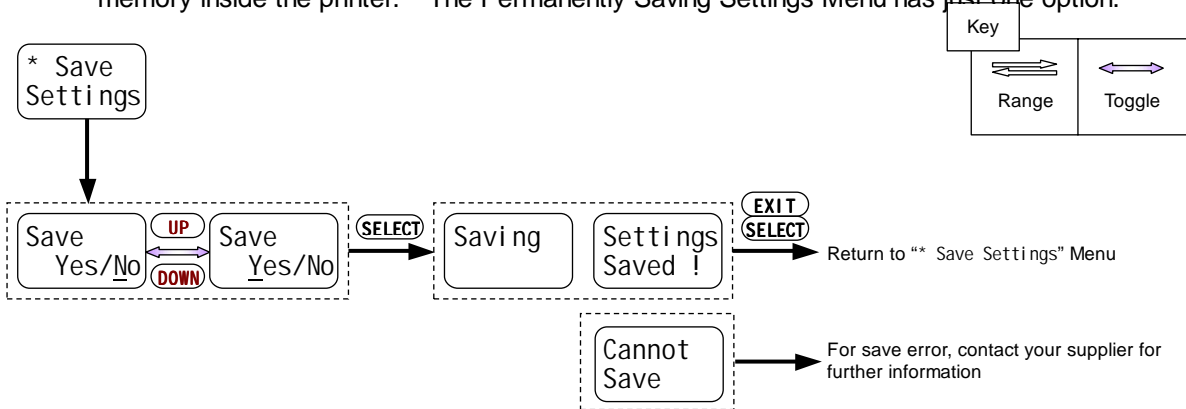 memory inside the printer. The Permanently Saving Settings Menu has just one option.
Key
Range Toggle
* Save
Settings
Save
Yes/No
UP
DOWN
Save
Yes/No
SELECT
Saving
Settings
Saved !
EXIT
SELECT
Return to “* Save Settings” Menu
Cannot
Save
For save error, contact your supplier for
further information